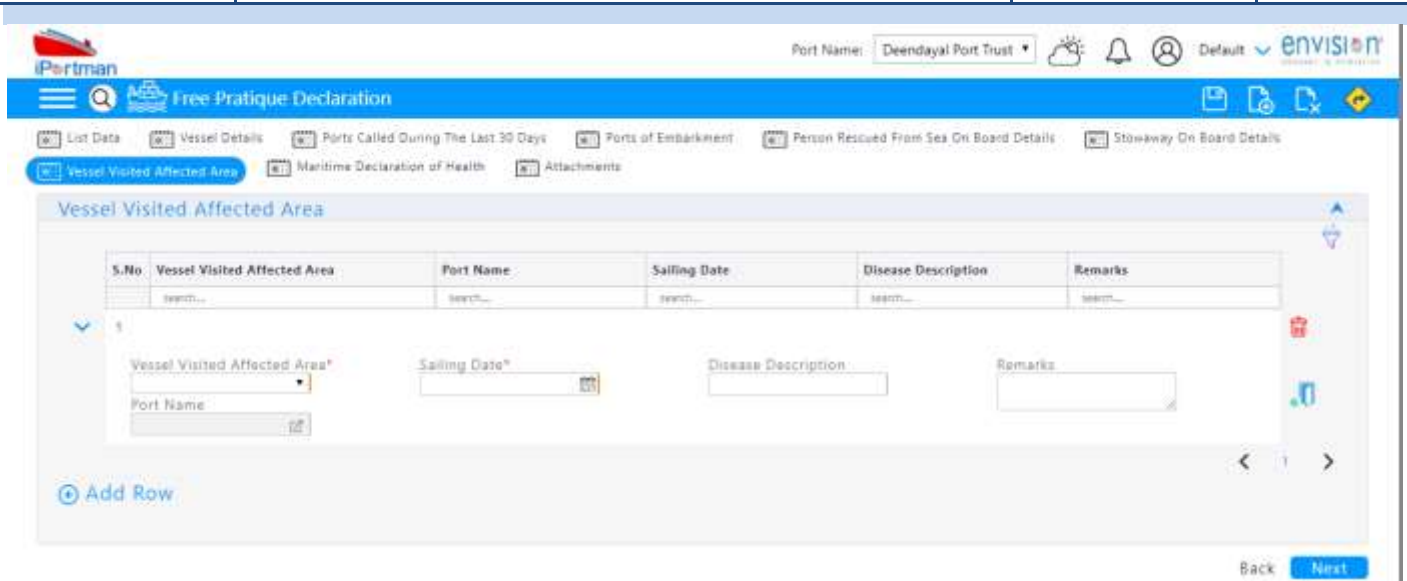 iPortman
Port Name: Deendayal Port Trust Default envision
Free Pratique Declaration
List Data Vessel Details Ports Called During The Last 30 Days Ports of Embarkment Person Rescued From Sea On Board Details Stowaway On Board Details
Vessel Visited Affected Area Maritime Declaration of Health Attachments
Vessel Visited Affected Area
S.No Vessel Visited Affected Area Port Name Sailing Date Disease Description Remarks
search... search... search... search... search...
1
Vessel Visited Affected Area* Sailing Date* Disease Description Remarks
Port Name
1
Add Row
Back Next